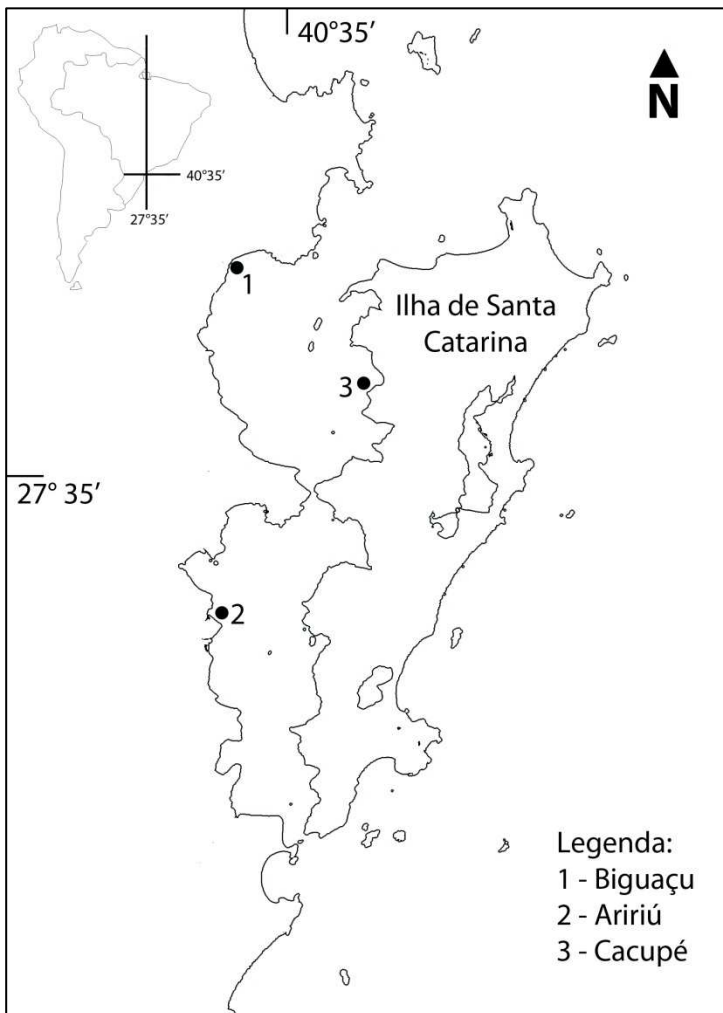 40°35′
N
40°35′
27°35′
1
Ilha de Santa
Catarina
3
27° 35′
2
Legenda:
1 - Biguaçu
2 - Aririú
3 - Cacupé